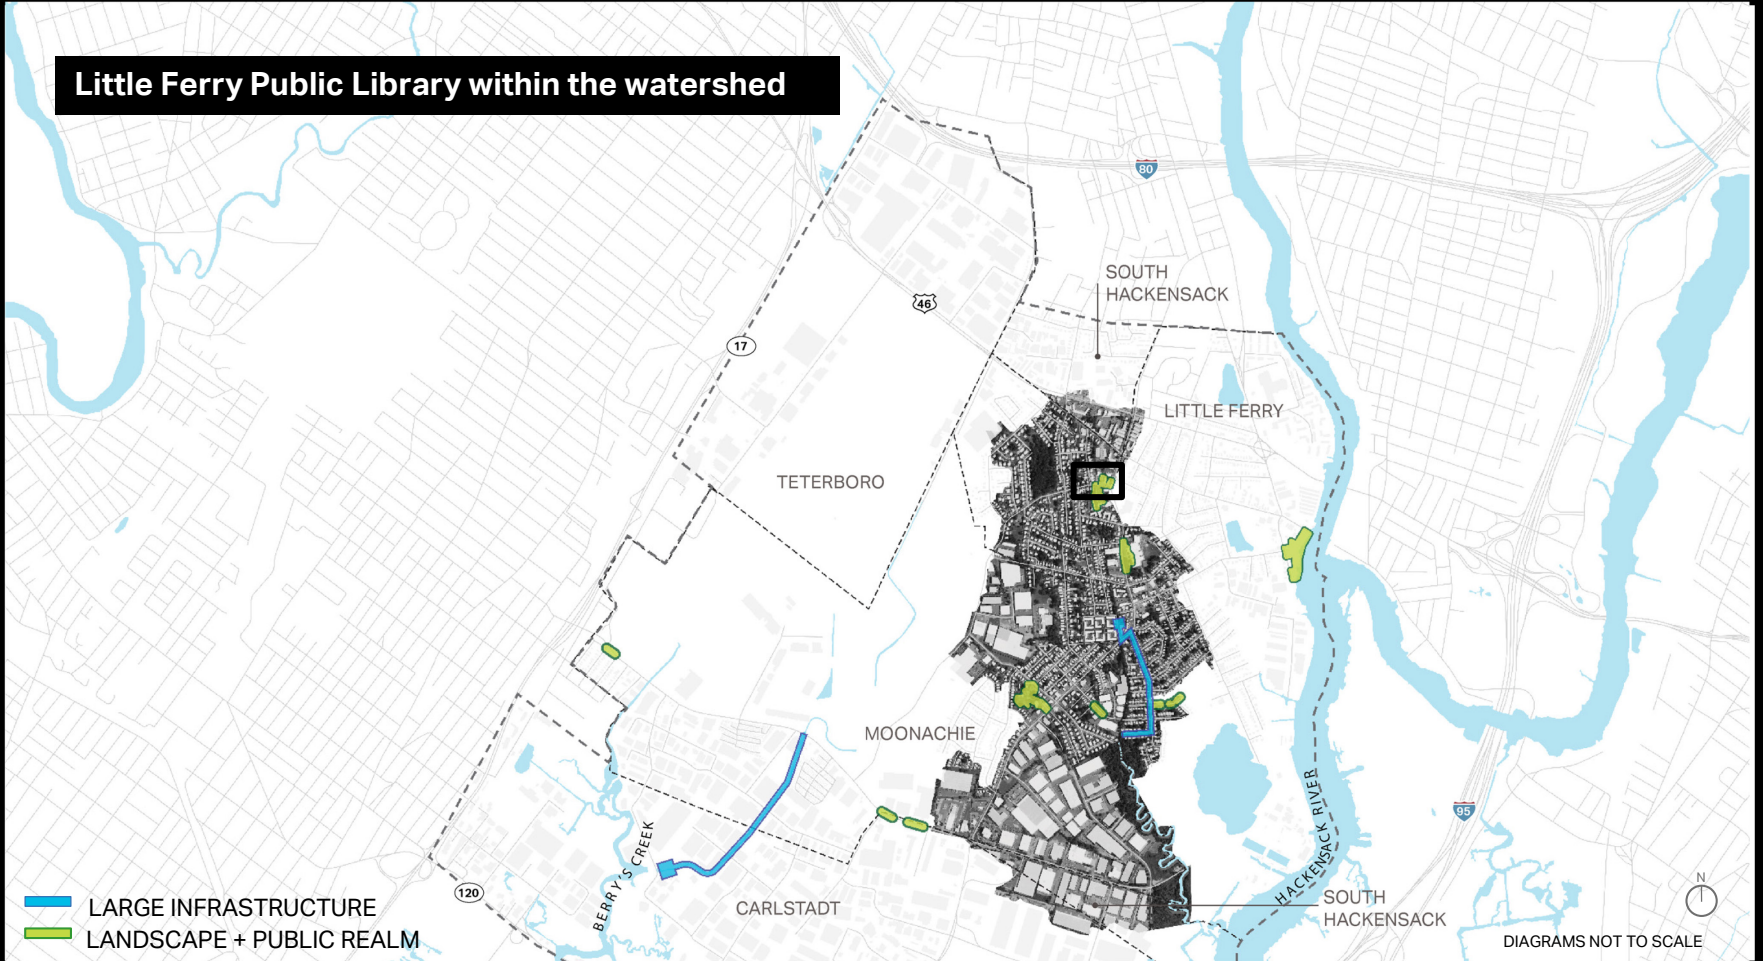 Little Ferry Public Library within the watershed
80
SOUTH
HACKENSACK
46
17
LITTLE FERRY
TETERBORO
MOONACHIE
HACKENSACK RIVER
95
BERRY'S CREEK
120
CARLSTADT
SOUTH
HACKENSACK
N
LARGE INFRASTRUCTURE
LANDSCAPE + PUBLIC REALM
DIAGRAMS NOT TO SCALE